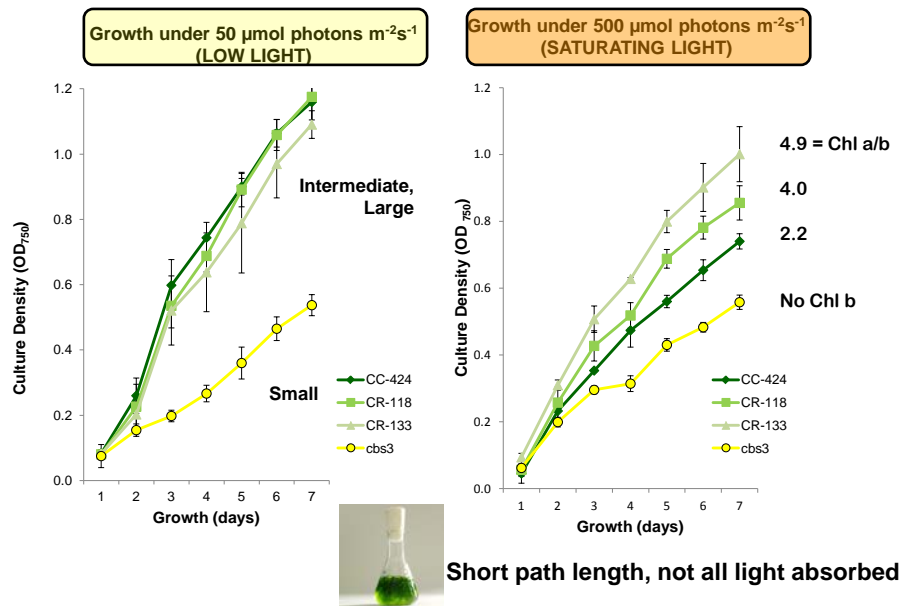 Growth under 50 µmol photons m⁻²s⁻¹
(LOW LIGHT)
Growth under 500 µmol photons m⁻²s⁻¹
(SATURATING LIGHT)
Culture Density (OD₇₅₀)
1.2
1.0
0.8
0.6
0.4
0.2
0.0
Intermediate,
Large
Small
CC-424
CR-118
CR-133
cbs3
1 2 3 4 5 6 7
Growth (days)
Culture Density (OD₇₅₀)
1.2
1.0
0.8
0.6
0.4
0.2
0.0
4.9 = Chl a/b
4.0
2.2
No Chl b
CC-424
CR-118
CR-133
cbs3
1 2 3 4 5 6 7
Growth (days)
Short path length, not all light absorbed